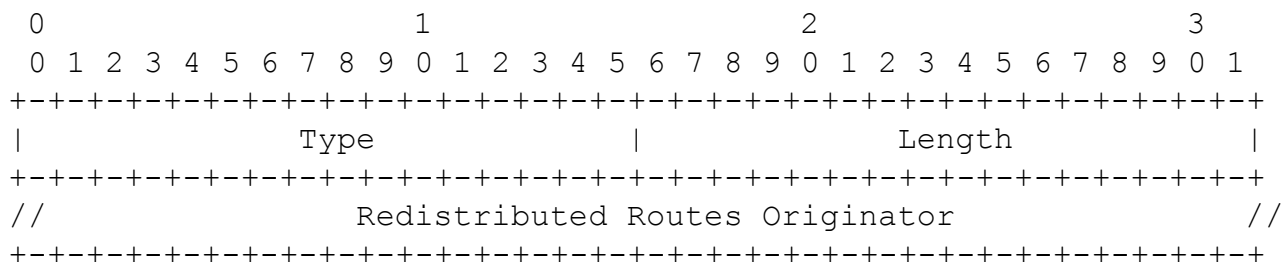 0                   1                   2                   3
 0 1 2 3 4 5 6 7 8 9 0 1 2 3 4 5 6 7 8 9 0 1 2 3 4 5 6 7 8 9 0 1
+-+-+-+-+-+-+-+-+-+-+-+-+-+-+-+-+-+-+-+-+-+-+-+-+-+-+-+-+-+-+-+-+
|              Type             |             Length            |
+-+-+-+-+-+-+-+-+-+-+-+-+-+-+-+-+-+-+-+-+-+-+-+-+-+-+-+-+-+-+-+-+
//                Redistributed Routes Originator               //
+-+-+-+-+-+-+-+-+-+-+-+-+-+-+-+-+-+-+-+-+-+-+-+-+-+-+-+-+-+-+-+-+